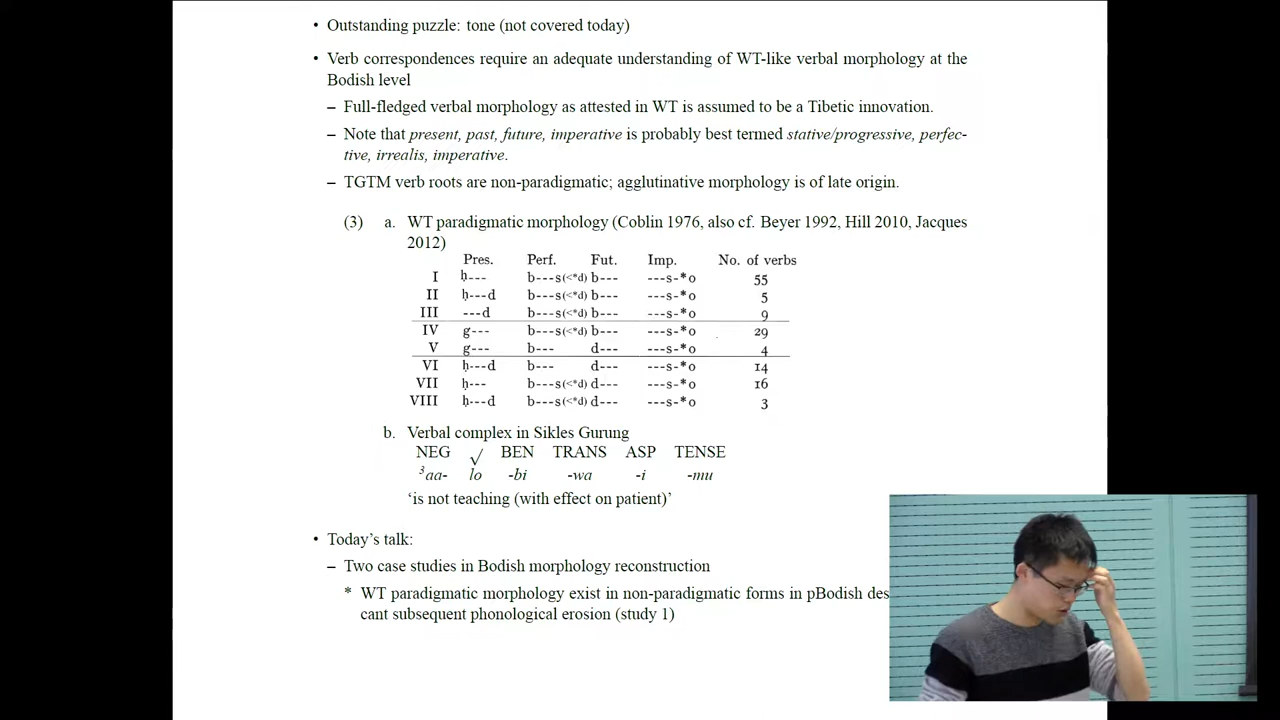 • Outstanding puzzle: tone (not covered today)
• Verb correspondences require an adequate understanding of WT-like verbal morphology at the
Bodish level
– Full-fledged verbal morphology as attested in WT is assumed to be a Tibetic innovation.
– Note that present, past, future, imperative is probably best termed stative/progressive, perfec-
tive, irrealis, imperative.
– TGTM verb roots are non-paradigmatic; agglutinative morphology is of late origin.
(3) a. WT paradigmatic morphology (Coblin 1976, also cf. Beyer 1992, Hill 2010, Jacques
2012)
Pres. Perf. Fut. Imp. No. of verbs
I ḥ--- b---s(<*d) b--- ---s-*o 55
II ḥ---d b---s(<*d) b--- ---s-*o 5
III ---d b---s(<*d) b--- ---s-*o 9
IV g--- b---s(<*d) b--- ---s-*o 29
V g--- b--- d--- ---s-*o 4
VI ḥ---d b--- d--- ---s-*o 14
VII ḥ--- b---s(<*d) d--- ---s-*o 16
VIII ḥ---d b---s(<*d) d--- ---s-*o 3
b. Verbal complex in Sikles Gurung
NEG √ BEN TRANS ASP TENSE
³aa- lo -bi -wa -i -mu
‘is not teaching (with effect on patient)’
• Today’s talk:
– Two case studies in Bodish morphology reconstruction
* WT paradigmatic morphology exist in non-paradigmatic forms in pBodish des
cant subsequent phonological erosion (study 1)